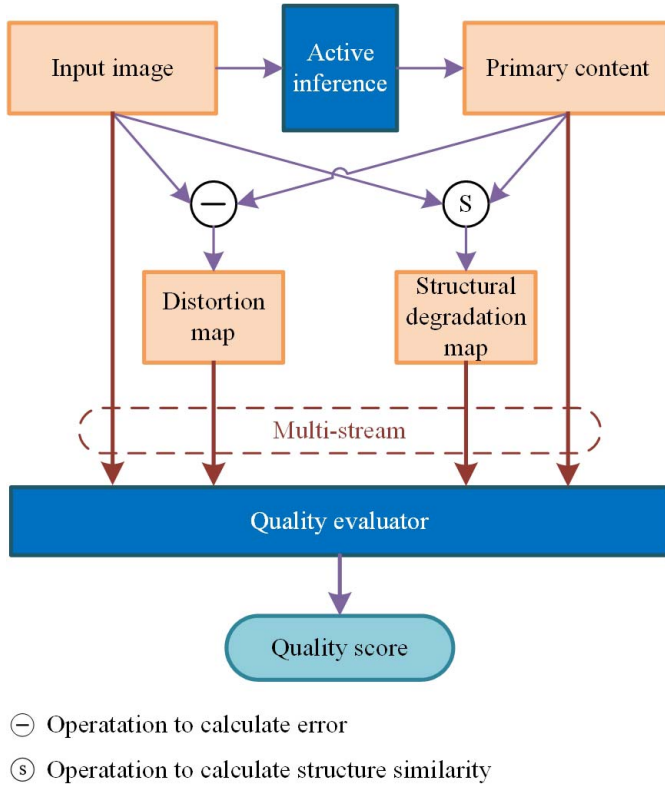 Input image
Active
inference
Primary content
−
S
Distortion
map
Structural
degradation
map
Multi-stream
Quality evaluator
Quality score
− Operatation to calculate error
S Operatation to calculate structure similarity